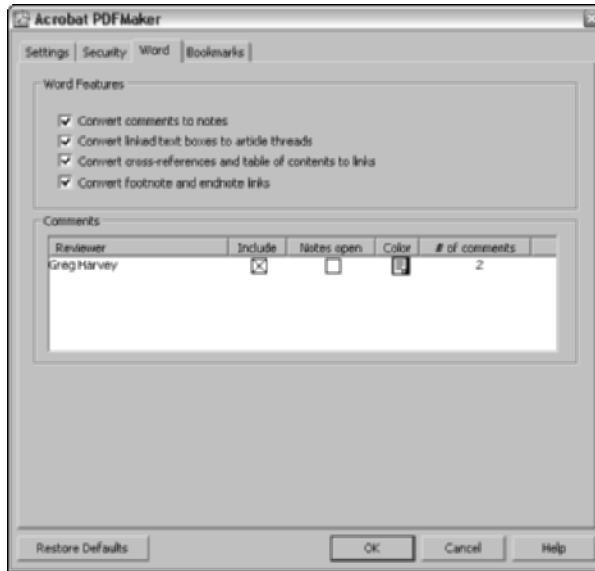 Acrobat PDFMaker
Settings Security Word Bookmarks
Word Features
Convert comments to notes
Convert linked text boxes to article threads
Convert cross-references and table of contents to links
Convert footnote and endnote links
Comments
Reviewer Include Notes open Color # of comments
Greg Harvey 2
Restore Defaults OK Cancel Help